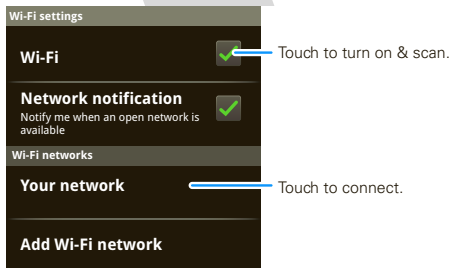 Wi-Fi settings
Wi-Fi
Touch to turn on & scan.
Network notification
Notify me when an open network is
available
Wi-Fi networks
Your network
Touch to connect.
Add Wi-Fi network